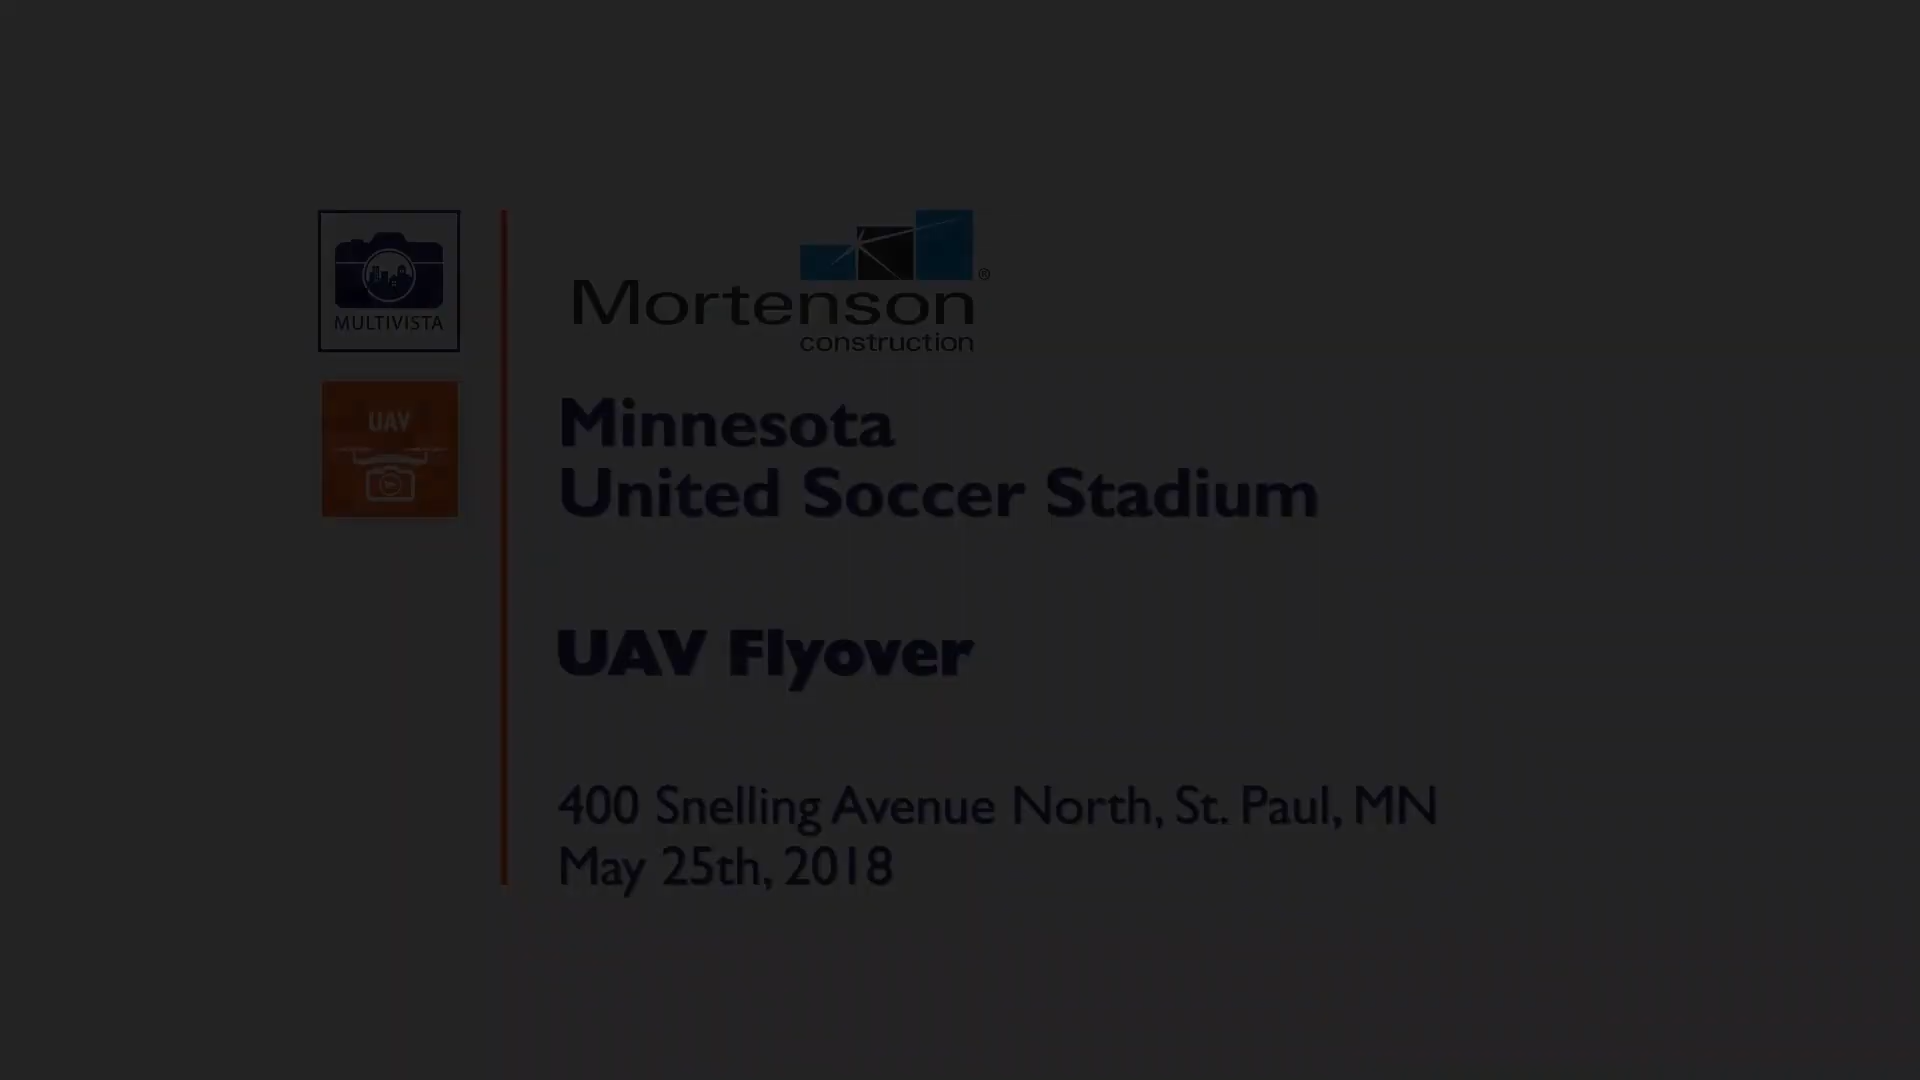 MULTIVISTA
UAV
Mortenson®
construction
Minnesota
United Soccer Stadium
UAV Flyover
400 Snelling Avenue North, St. Paul, MN
May 25th, 2018